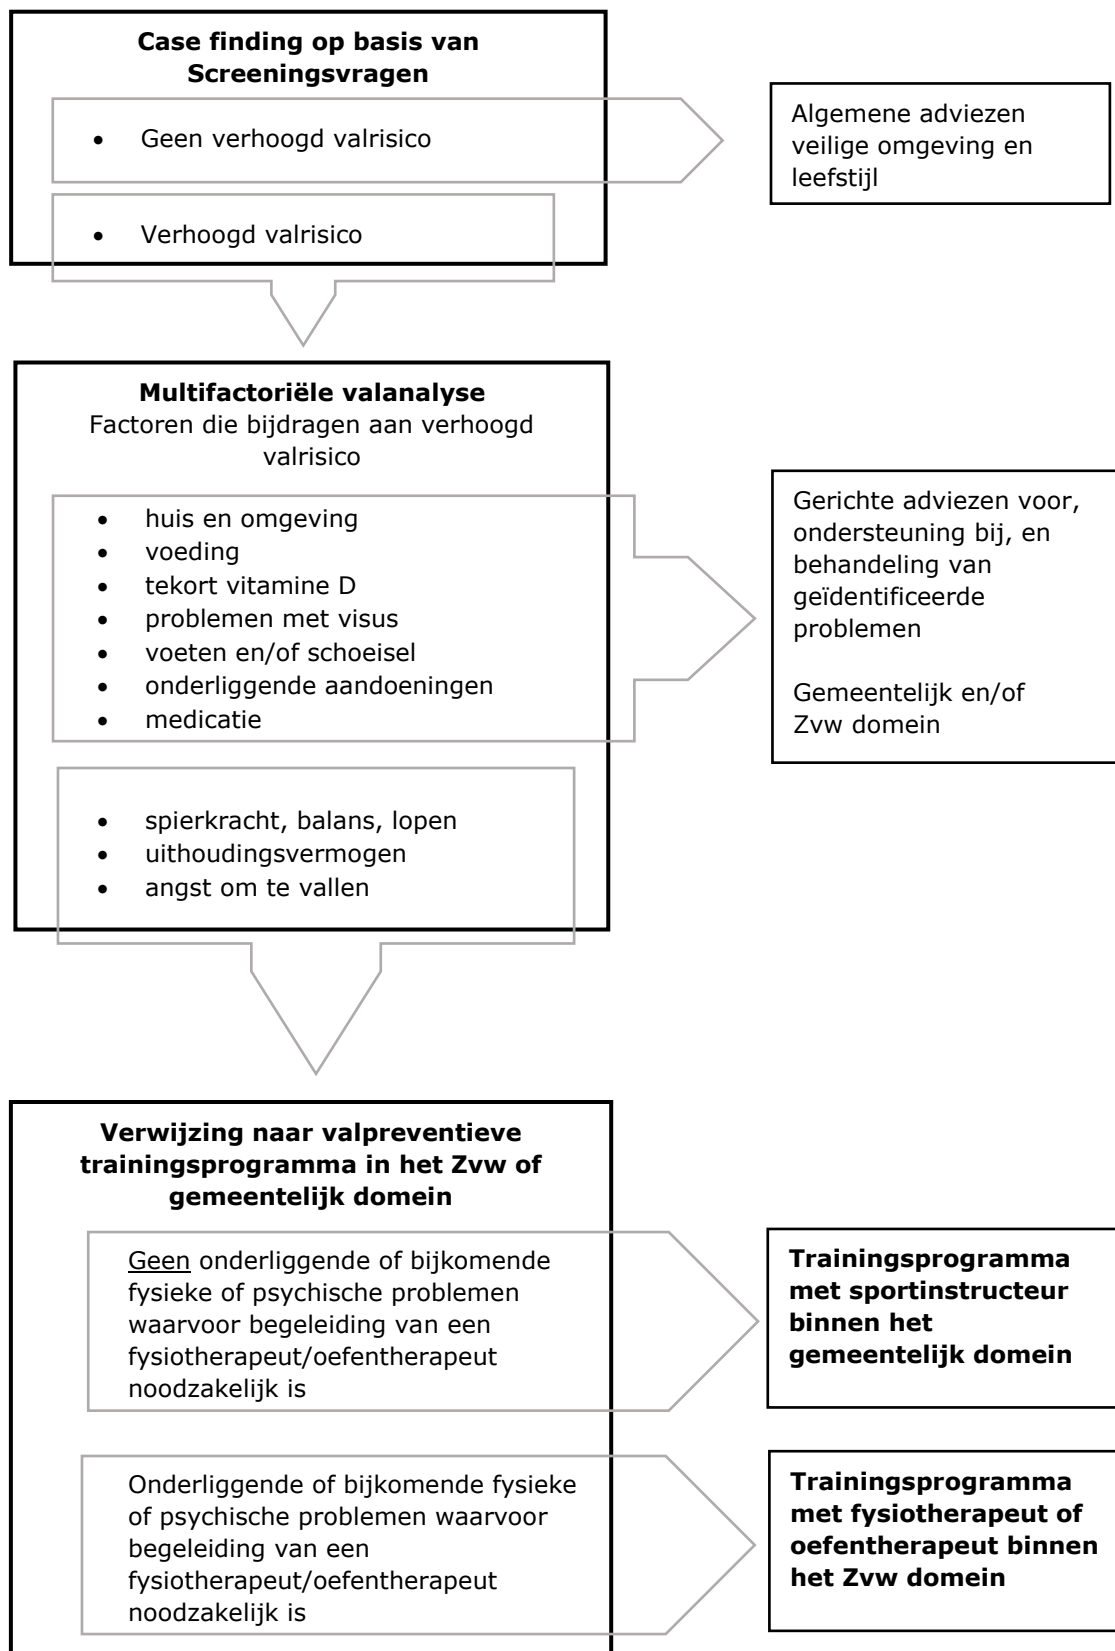 Case finding op basis van
Screeningsvragen
• Geen verhoogd valrisico
Algemene adviezen
veilige omgeving en
leefstijl
• Verhoogd valrisico
Multifactoriële valanalyse
Factoren die bijdragen aan verhoogd
valrisico
• huis en omgeving
• voeding
• tekort vitamine D
• problemen met visus
• voeten en/of schoeisel
• onderliggende aandoeningen
• medicatie
Gerichte adviezen voor,
ondersteuning bij, en
behandeling van
geïdentificeerde
problemen
Gemeentelijk en/of
Zvw domein
• spierkracht, balans, lopen
• uithoudingsvermogen
• angst om te vallen
Verwijzing naar valpreventieve
trainingsprogramma in het Zvw of
gemeentelijk domein
Geen onderliggende of bijkomende
fysieke of psychische problemen
waarvoor begeleiding van een
fysiotherapeut/oefentherapeut
noodzakelijk is
Trainingsprogramma
met sportinstructeur
binnen het
gemeentelijk domein
Onderliggende of bijkomende fysieke
of psychische problemen waarvoor
begeleiding van een
fysiotherapeut/oefentherapeut
noodzakelijk is
Trainingsprogramma
met fysiotherapeut of
oefentherapeut binnen
het Zvw domein